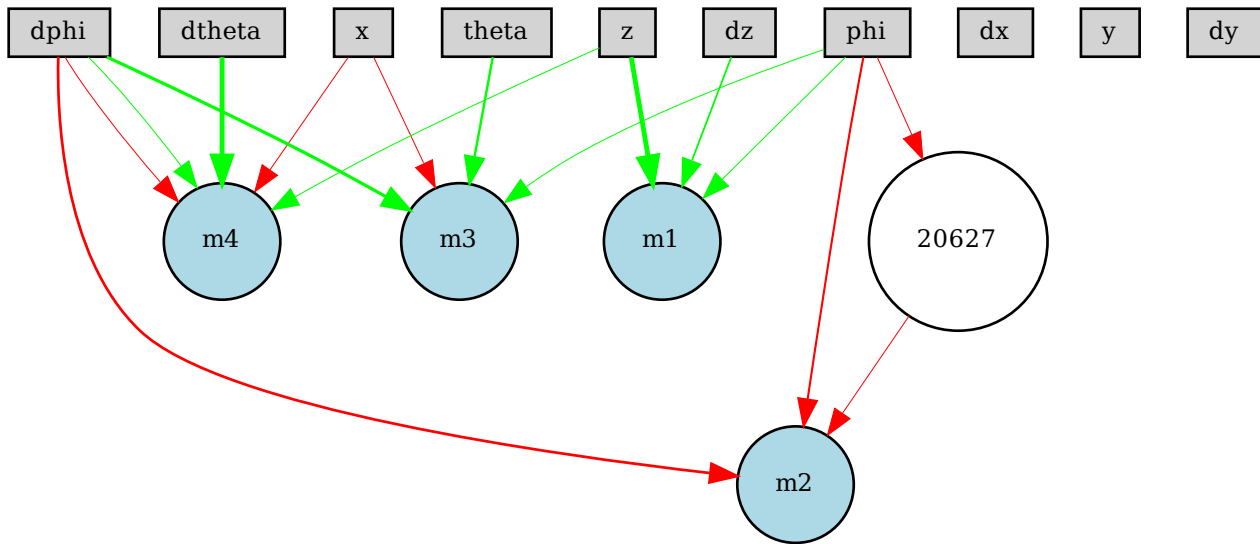 dphi
dtheta
x
theta
z
dz
phi
dx
y
dy
m4
m3
m1
20627
m2